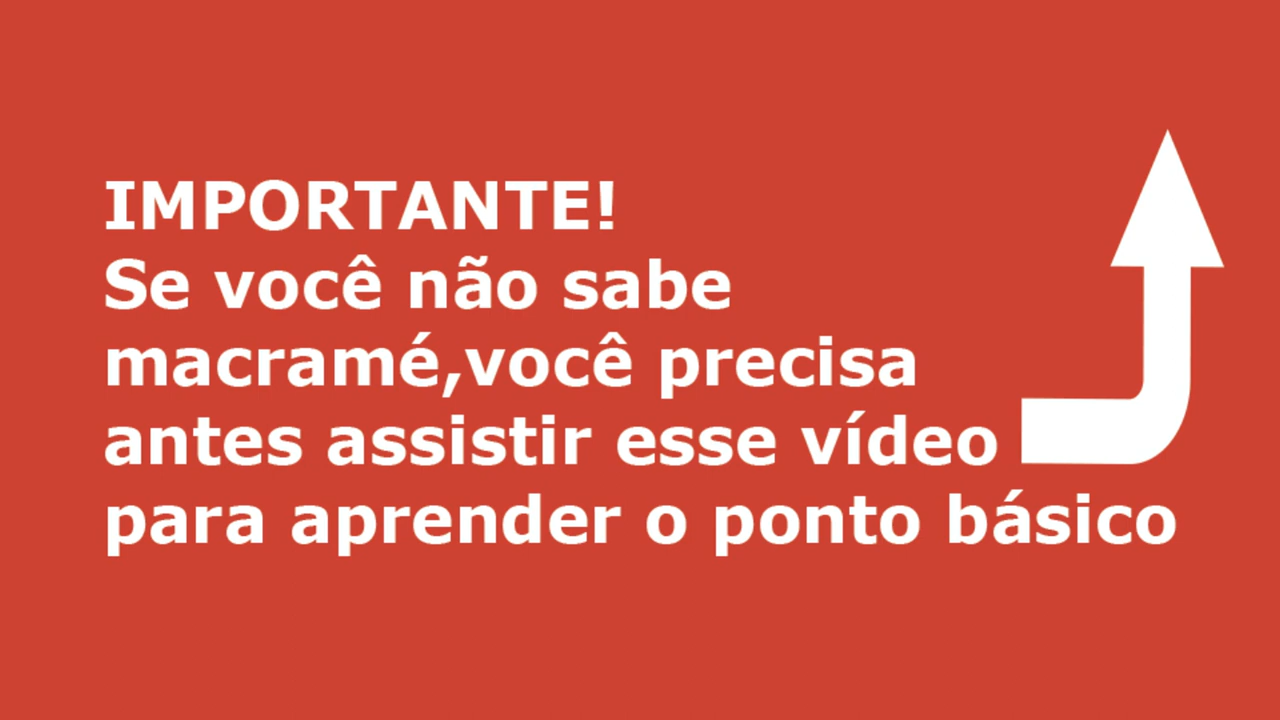 IMPORTANTE!
Se você não sabe
macramé,você precisa
antes assistir esse vídeo
para aprender o ponto básico